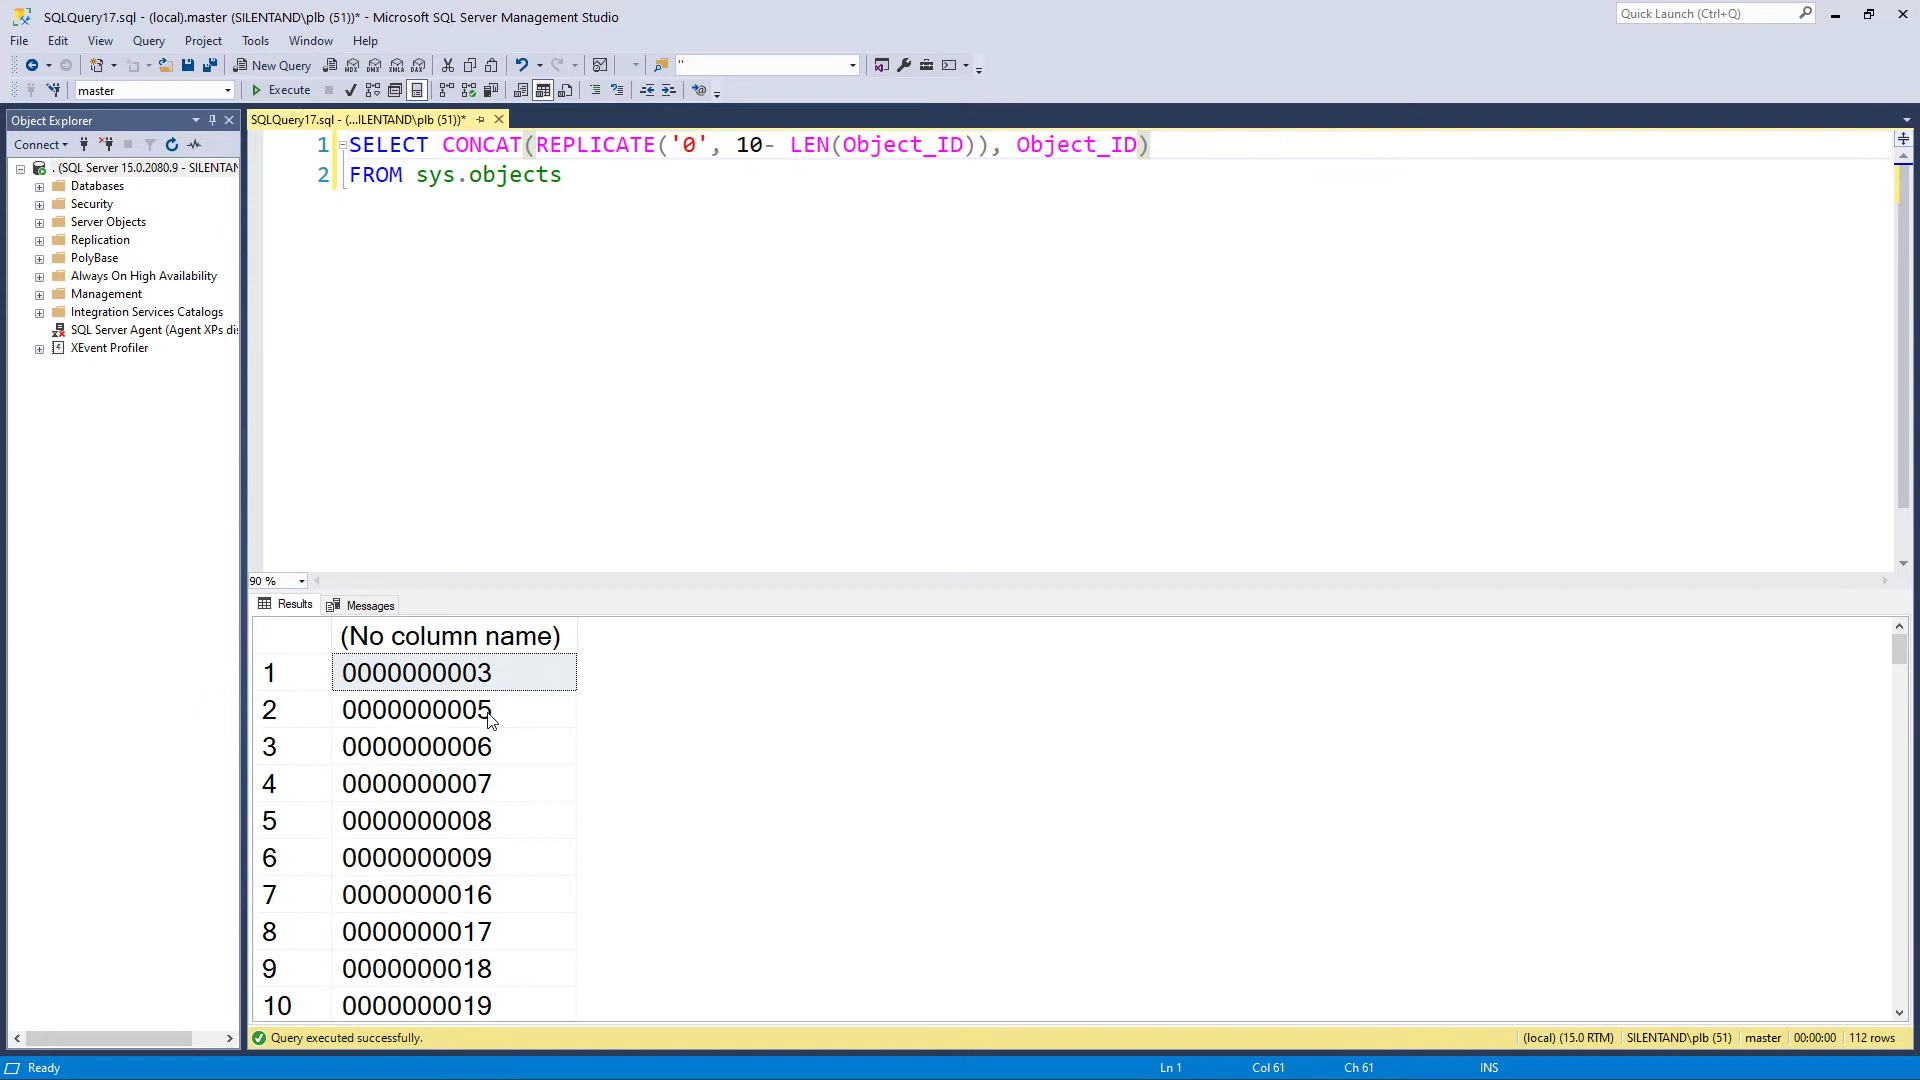 SQLQuery17.sql - (local).master (SILENTAND\plb (51))* - Microsoft SQL Server Management Studio
Quick Launch (Ctrl+Q)
File Edit View Query Project Tools Window Help
New Query
MDX DMX XMLA DAX
"
master
Execute
Object Explorer
SQLQuery17.sql - (...ILENTAND\plb (51))*
Connect
. (SQL Server 15.0.2080.9 - SILENTAN
Databases
Security
Server Objects
Replication
PolyBase
Always On High Availability
Management
Integration Services Catalogs
SQL Server Agent (Agent XPs dis
XEvent Profiler
1 SELECT CONCAT(REPLICATE('0', 10- LEN(Object_ID)), Object_ID)
2 FROM sys.objects
90 %
Results Messages
(No column name)
1 0000000003
2 0000000005
3 0000000006
4 0000000007
5 0000000008
6 0000000009
7 0000000016
8 0000000017
9 0000000018
10 0000000019
Query executed successfully.
(local) (15.0 RTM) SILENTAND\plb (51) master 00:00:00 112 rows
Ready
Ln 1 Col 61 Ch 61 INS